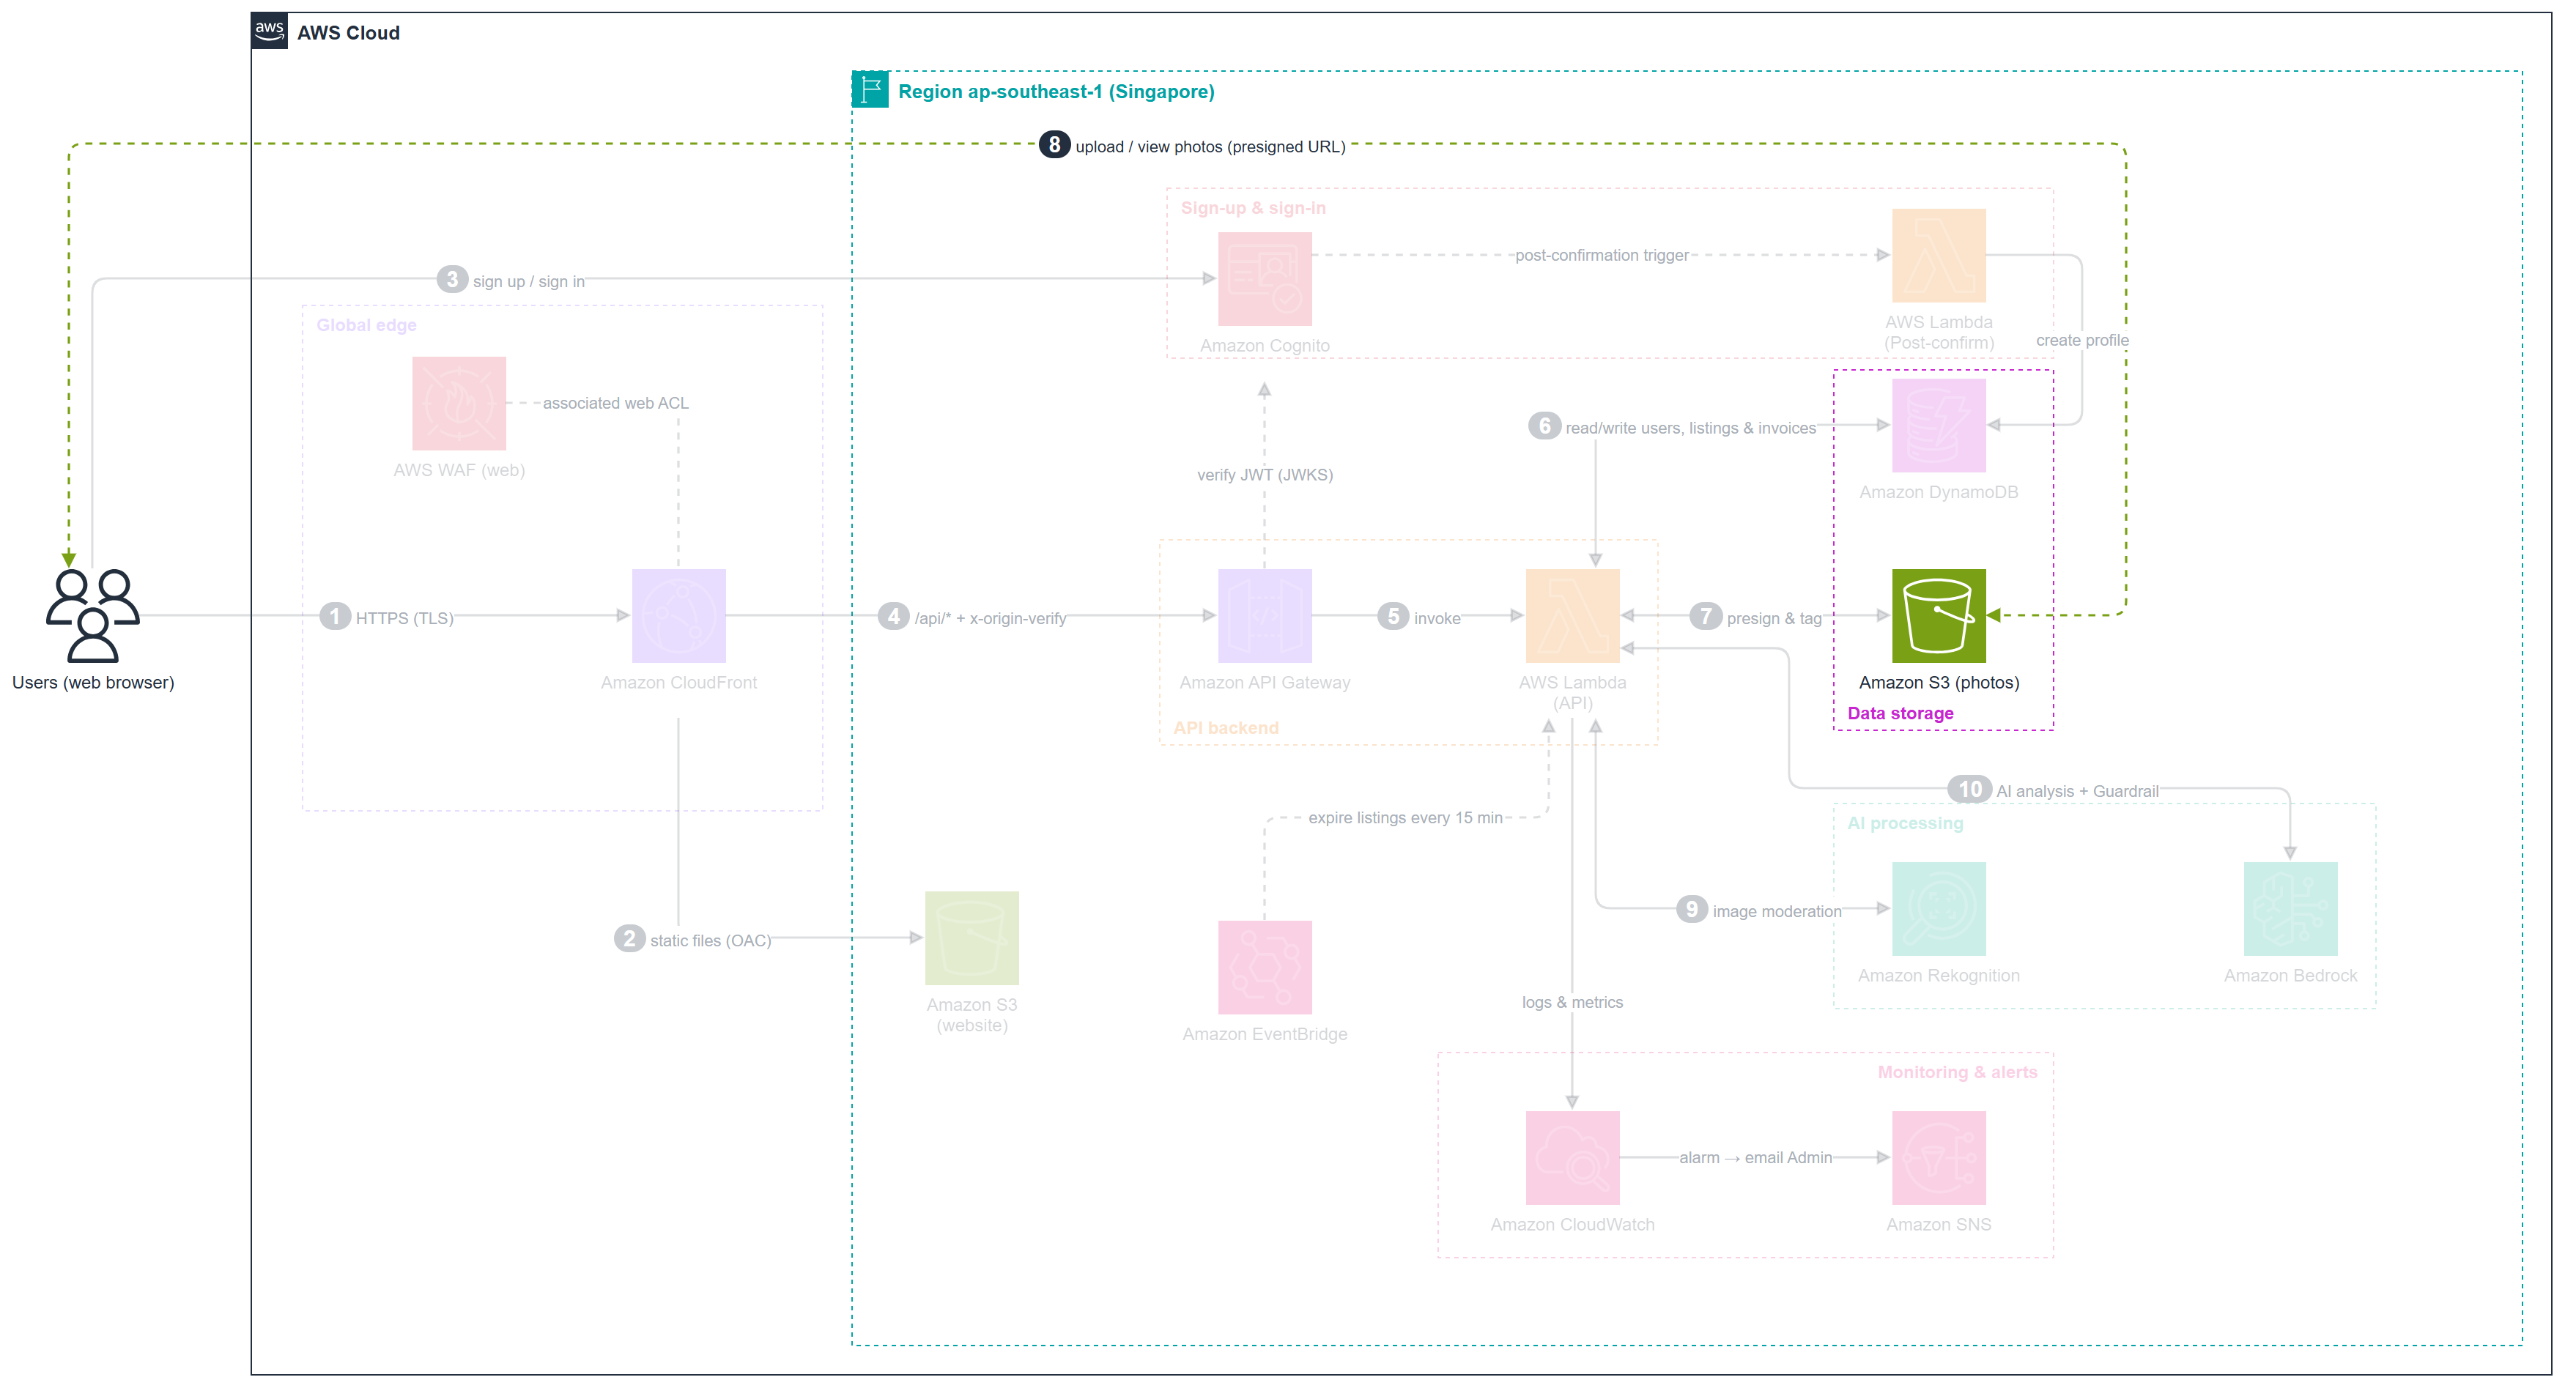 aws
AWS Cloud
Region ap-southeast-1 (Singapore)
8 upload / view photos (presigned URL)
Sign-up & sign-in
post-confirmation trigger
3 sign up / sign in
Global edge
Amazon Cognito
AWS Lambda
(Post-confirm)
create profile
associated web ACL
AWS WAF (web)
6 read/write users, listings & invoices
verify JWT (JWKS)
Amazon DynamoDB
1 HTTPS (TLS)
4 /api/* + x-origin-verify
5 invoke
7 presign & tag
Users (web browser)
Amazon CloudFront
Amazon API Gateway
AWS Lambda
(API)
Amazon S3 (photos)
Data storage
API backend
10 AI analysis + Guardrail
expire listings every 15 min
AI processing
9 image moderation
2 static files (OAC)
Amazon Rekognition
Amazon Bedrock
Amazon S3
(website)
logs & metrics
Amazon EventBridge
Monitoring & alerts
alarm → email Admin
Amazon CloudWatch
Amazon SNS